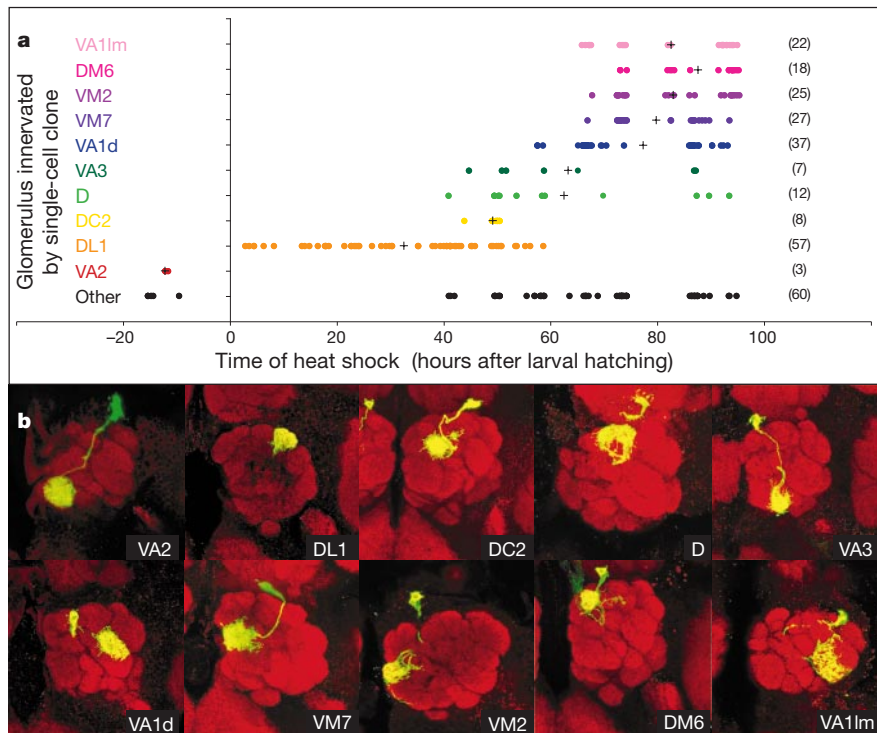 a
Glomerulus innervated
by single-cell clone
VA1lm (22)
DM6 (18)
VM2 (25)
VM7 (27)
VA1d (37)
VA3 (7)
D (12)
DC2 (8)
DL1 (57)
VA2 (3)
Other (60)
−20 0 20 40 60 80 100
Time of heat shock (hours after larval hatching)
b
VA2 DL1 DC2 D VA3
VA1d VM7 VM2 DM6 VA1lm